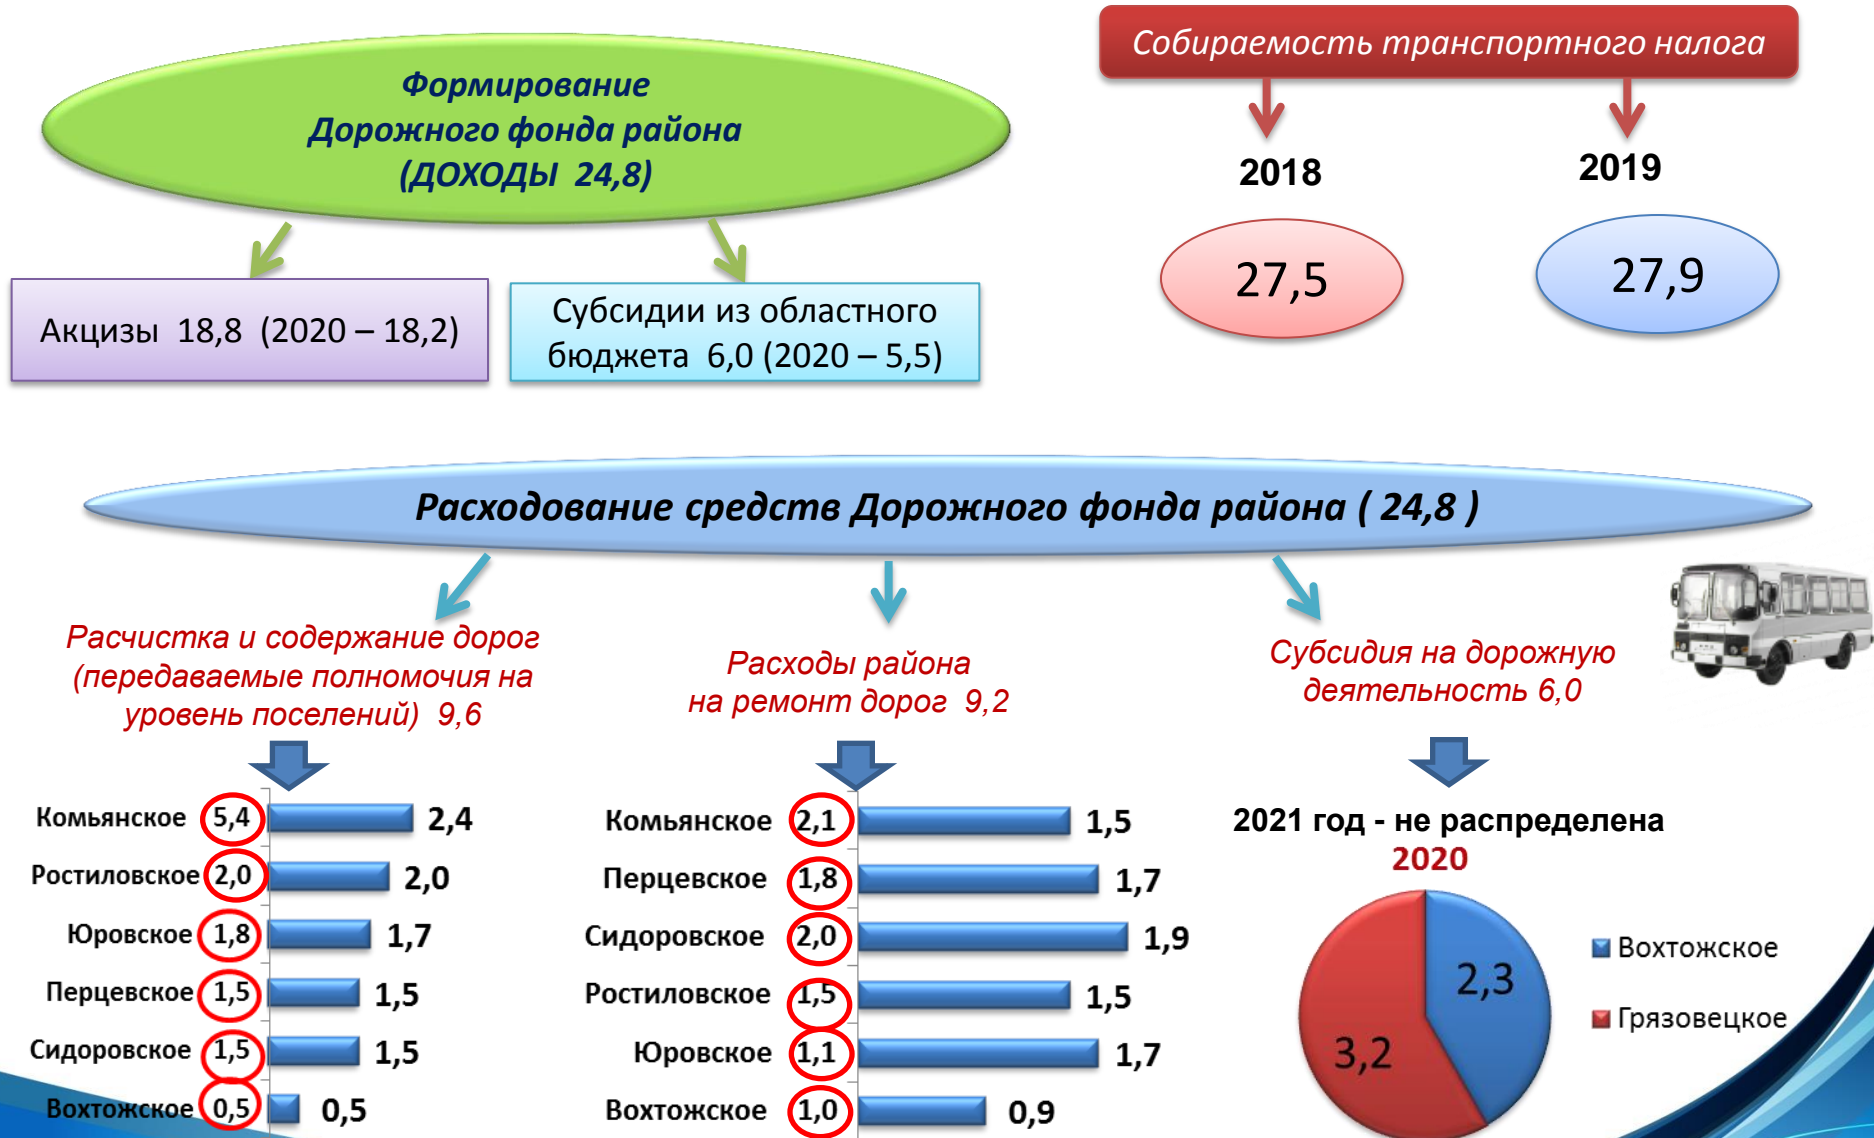 Формирование
Дорожного фонда района
(ДОХОДЫ 24,8)
Акцизы 18,8 (2020 – 18,2)
Субсидии из областного
бюджета 6,0 (2020 – 5,5)
Собираемость транспортного налога
2018
2019
27,5
27,9
Расходование средств Дорожного фонда района ( 24,8 )
Расчистка и содержание дорог
(передаваемые полномочия на
уровень поселений) 9,6
Комьянское 5,4 2,4
Ростиловское 2,0 2,0
Юровское 1,8 1,7
Перцевское 1,5 1,5
Сидоровское 1,5 1,5
Вохтожское 0,5 0,5
Расходы района
на ремонт дорог 9,2
Комьянское 2,1 1,5
Перцевское 1,8 1,7
Сидоровское 2,0 1,9
Ростиловское 1,5 1,5
Юровское 1,1 1,7
Вохтожское 1,0 0,9
Субсидия на дорожную
деятельность 6,0
2021 год - не распределена
2020
2,3
3,2
Вохтожское
Грязовецкое